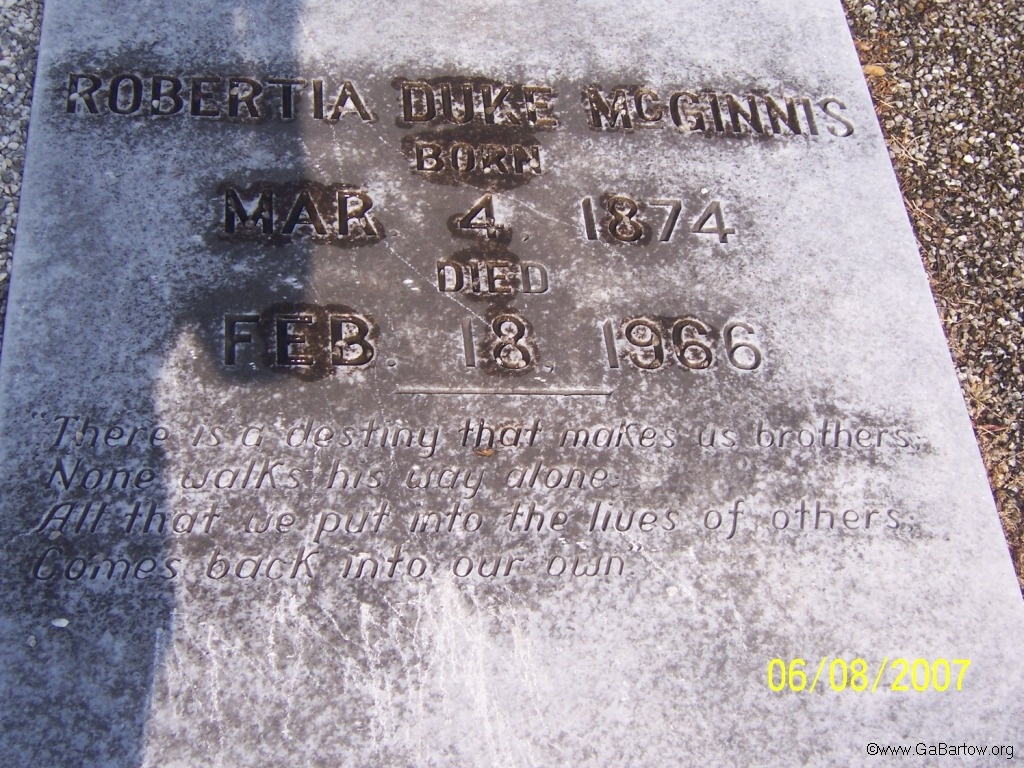 ROBERTIA DUKE McGINNIS
BORN
MAR. 4, 1874
DIED
FEB. 18, 1966
"There is a destiny that makes us brothers,
None walks his way alone:
All that we put into the lives of others,
Comes back into our own"
06/08/2007
©www.GaBartow.org